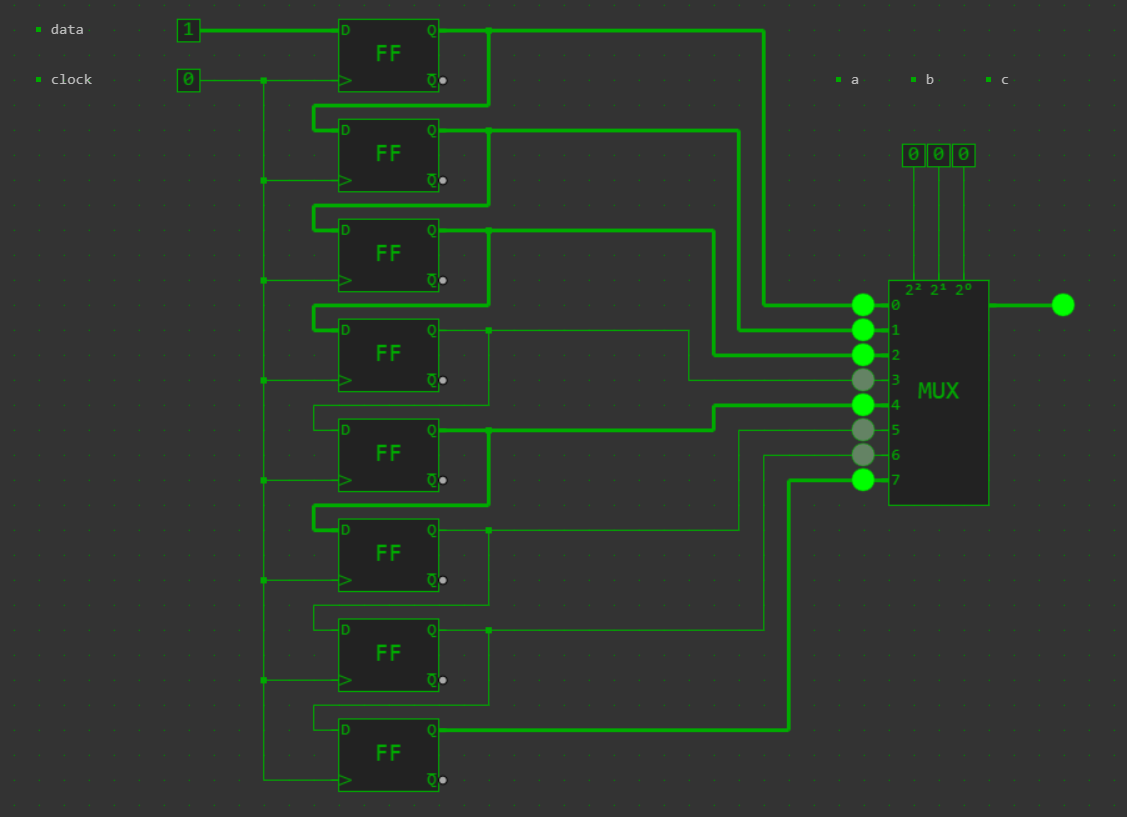 data 1 D Q
FF
clock 0 > Q̅
a b c
D Q
FF
0 0 0
> Q̅
D Q
FF
> Q̅
2² 2¹ 2⁰
0
D Q
1
FF
2
> Q̅
3
MUX
4
D Q
5
FF
6
> Q̅
7
D Q
FF
> Q̅
D Q
FF
> Q̅
D Q
FF
> Q̅